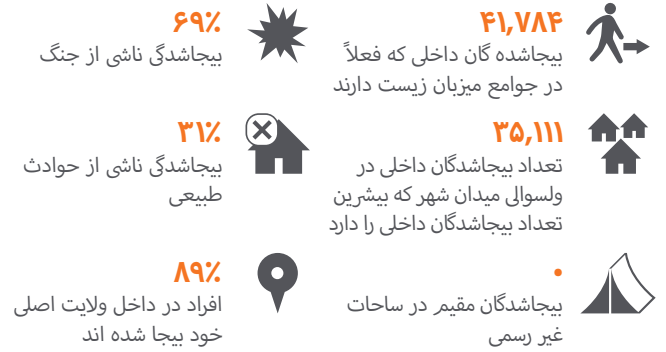 ۴۱,۷۸۴
بیجاشده گان داخلی که فعلاً
در جوامع میزبان زیست دارند
۶۹٪
بیجاشدگی ناشی از جنگ
۳۵,۱۱۱
تعداد بیجاشدگان داخلی در
ولسوالی میدان شهر که بیشرین
تعداد بیجاشدگان داخلی را دارد
۳۱٪
بیجاشدگی ناشی از حوادث
طبیعی
۰
بیجاشدگان مقیم در ساحات
غیر رسمی
۸۹٪
افراد در داخل ولایت اصلی
خود بیجا شده اند